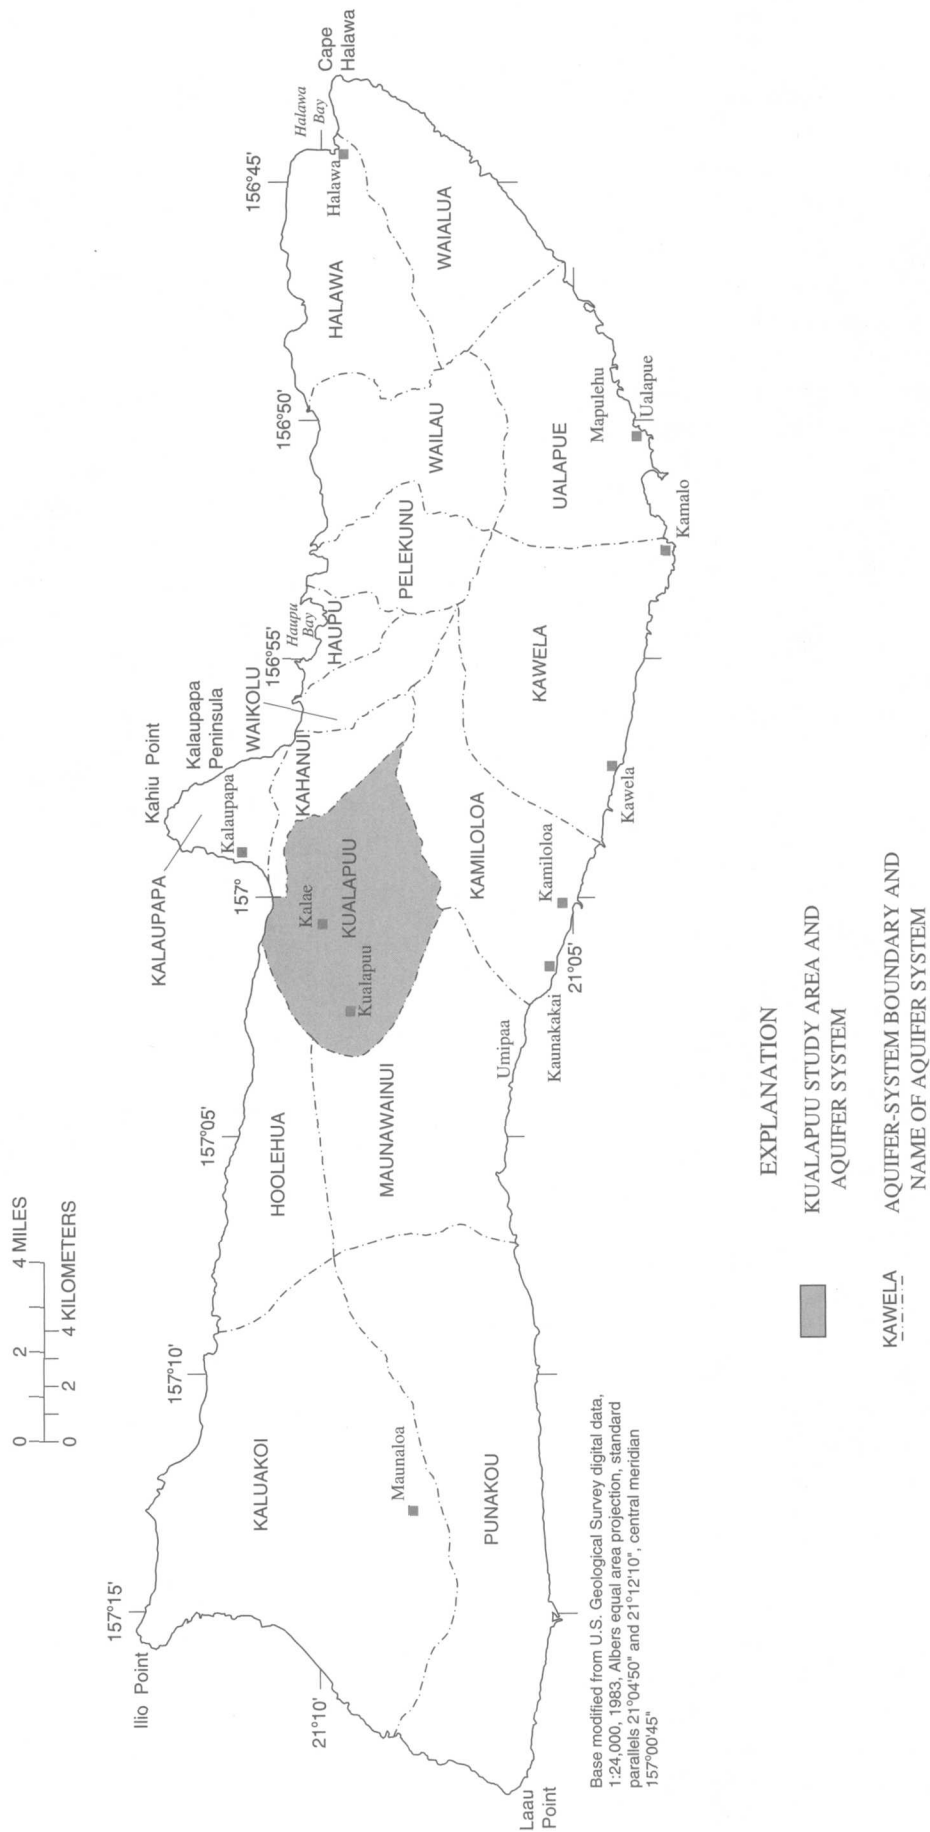 0 2 4 MILES
0 2 4 KILOMETERS
Ilio Point
157°15'
157°10'
157°05'
157°
156°55'
156°50'
156°45'
KALAUPAPA
Kahiu Point
Kalaupapa
Peninsula
Kalaupapa
WAIKOLU
Haupu
Bay
HAUPU
KAHANUI
Halawa
Bay
Cape
Halawa
Halawa
HALAWA
WAIALUA
KALUAKOI
HOOLEHUA
Kalae
KUALAPUU
Kualapuu
PELEKUNU
WAILAU
21°10'
Maunaloa
MAUNAWAINUI
KAMILOLOA
KAWELA
UALAPUE
Mapulehu
Ualapue
PUNAKOU
Umipaa
Kaunakakai
Kamiloloa
21°05'
Kawela
Kamalo
Laau
Point
Base modified from U.S. Geological Survey digital data,
1:24,000, 1983, Albers equal area projection, standard
parallels 21°04'50" and 21°12'10", central meridian
157°00'45"
EXPLANATION
KUALAPUU STUDY AREA AND
AQUIFER SYSTEM
KAWELA
AQUIFER-SYSTEM BOUNDARY AND
NAME OF AQUIFER SYSTEM